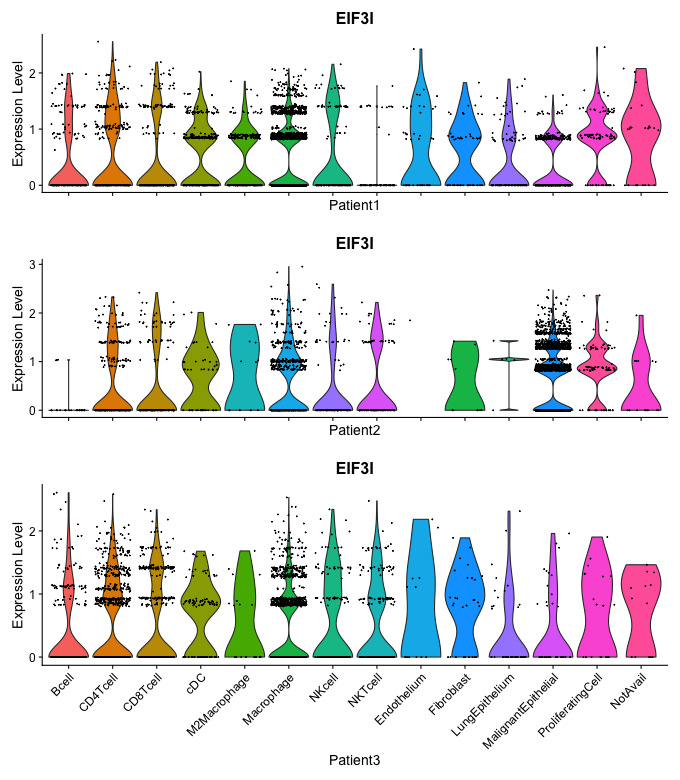 EIF3I
Expression Level
2
1
0
Patient1
EIF3I
Expression Level
3
2
1
0
Patient2
EIF3I
Expression Level
2
1
0
Bcell
CD4Tcell
CD8Tcell
cDC
M2Macrophage
Macrophage
NKcell
NKTcell
Endothelium
Fibroblast
LungEpithelium
MalignantEpithelial
ProliferatingCell
NotAvail
Patient3